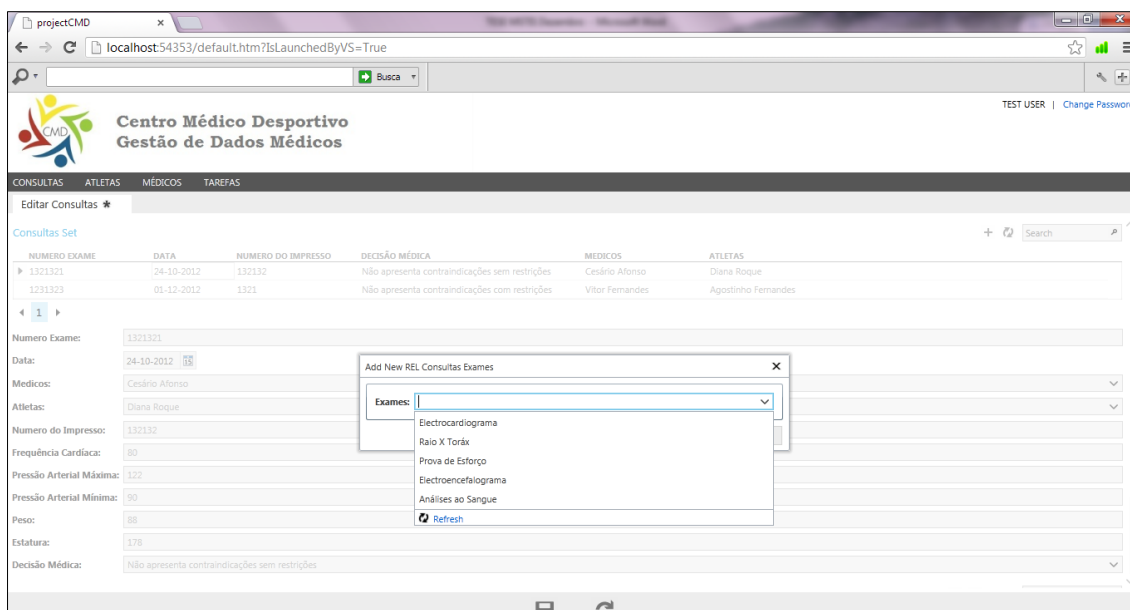 projectCMD
localhost:54353/default.htm?IsLaunchedByVS=True
Busca
TEST USER | Change Password
CMD
Centro Médico Desportivo
Gestão de Dados Médicos
CONSULTAS ATLETAS MÉDICOS TAREFAS
Editar Consultas *
Consultas Set
Search
NUMERO EXAME DATA NUMERO DO IMPRESSO DECISÃO MÉDICA MEDICOS ATLETAS
1321321 24-10-2012 132132 Não apresenta contraindicações sem restrições Cesário Afonso Diana Roque
1231323 01-12-2012 1321 Não apresenta contraindicações com restrições Vitor Fernandes Agostinho Fernandes
1
Numero Exame: 1321321
Data: 24-10-2012 15
Medicos: Cesário Afonso
Atletas: Diana Roque
Numero do Impresso: 132132
Frequência Cardíaca: 80
Pressão Arterial Máxima: 122
Pressão Arterial Mínima: 90
Peso: 88
Estatura: 178
Decisão Médica: Não apresenta contraindicações sem restrições
Add New REL Consultas Exames
Exames:
Electrocardiograma
Raio X Toráx
Prova de Esforço
Electroencefalograma
Análises ao Sangue
Refresh